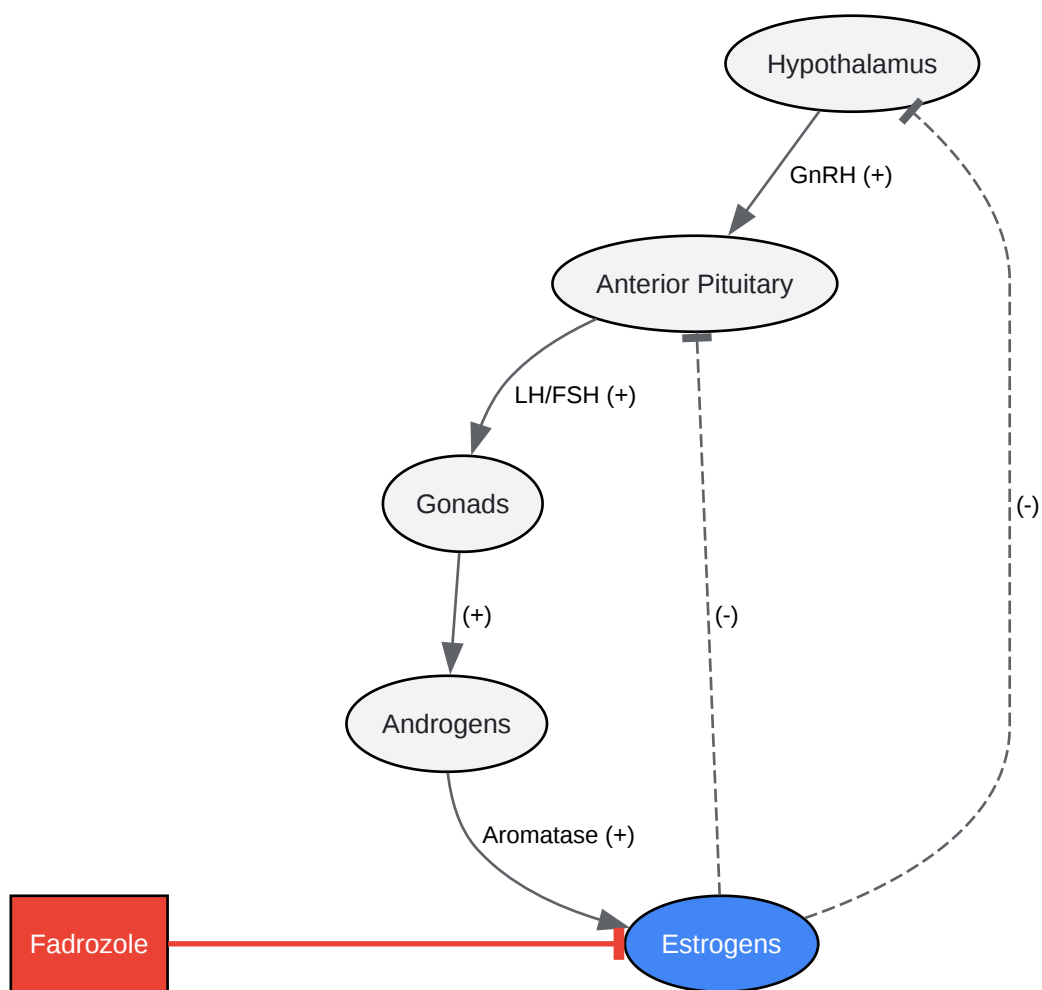 Hypothalamus
GnRH (+)
Anterior Pituitary
LH/FSH (+)
Gonads
(-)
(+)
(-)
Androgens
Aromatase (+)
Fadrozole
Estrogens